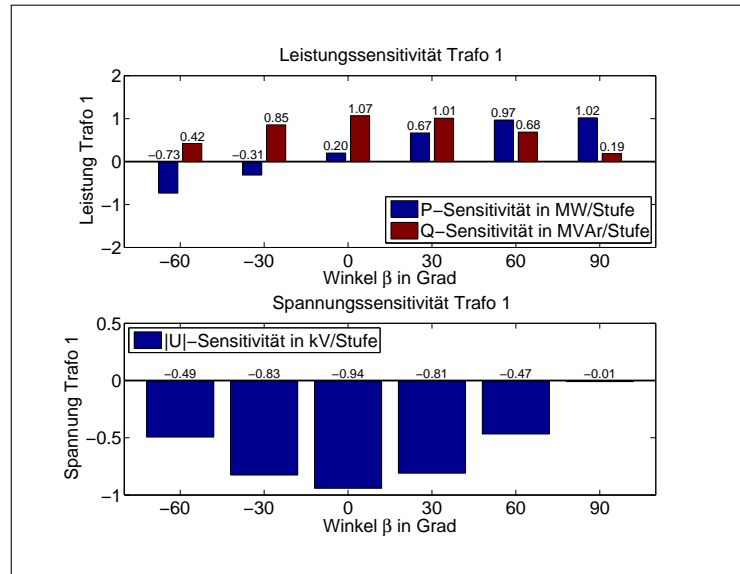 Leistungssensitivität Trafo 1
Leistung Trafo 1
2
1
0
−1
−2
−0.73
0.42
−0.31
0.85
0.20
1.07
0.67
1.01
0.97
0.68
1.02
0.19
P−Sensitivität in MW/Stufe
Q−Sensitivität in MVAr/Stufe
−60 −30 0 30 60 90
Winkel β in Grad
Spannungssensitivität Trafo 1
Spannung Trafo 1
0.5
0
−0.5
−1
|U|−Sensitivität in kV/Stufe
−0.49 −0.83 −0.94 −0.81 −0.47 −0.01
−60 −30 0 30 60 90
Winkel β in Grad